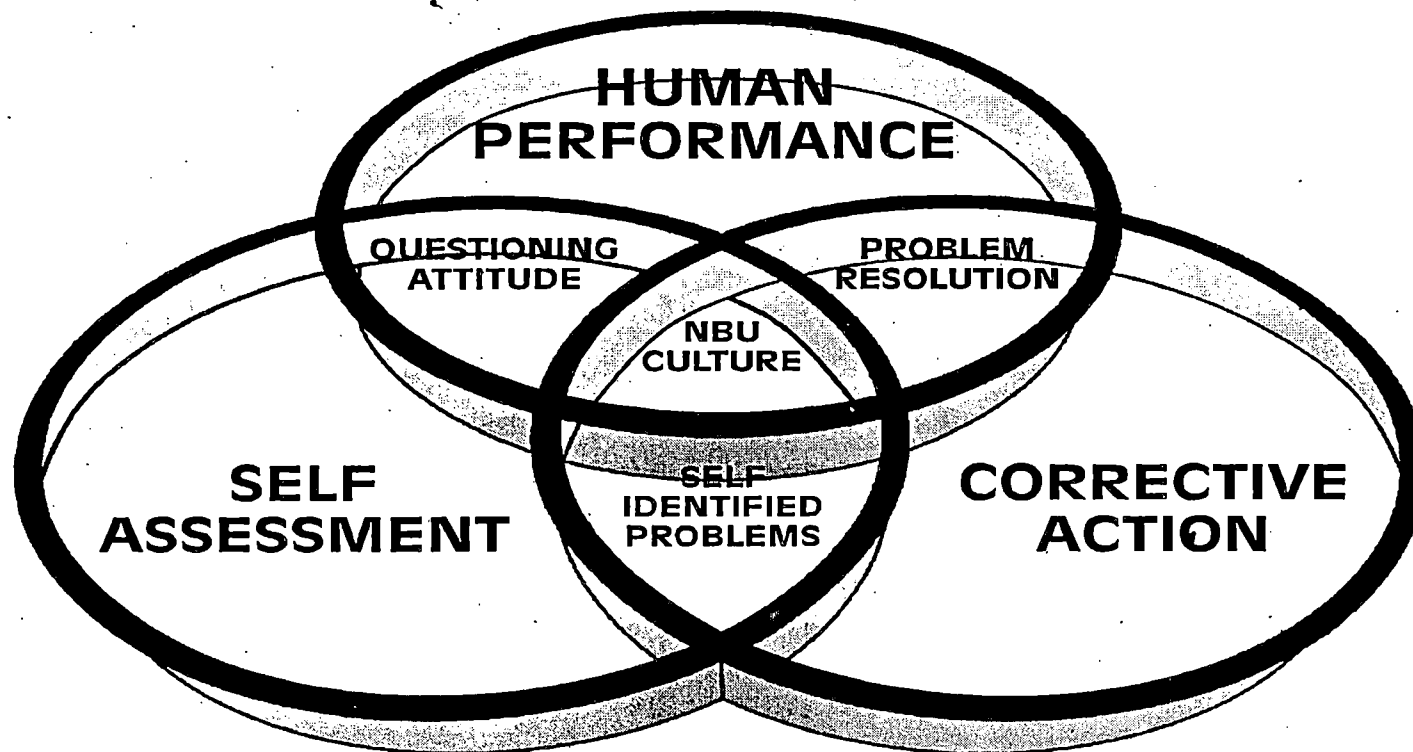 HUMAN
PERFORMANCE
QUESTIONING
ATTITUDE
PROBLEM
RESOLUTION
NBU
CULTURE
SELF
ASSESSMENT
SELF
IDENTIFIED
PROBLEMS
CORRECTIVE
ACTION